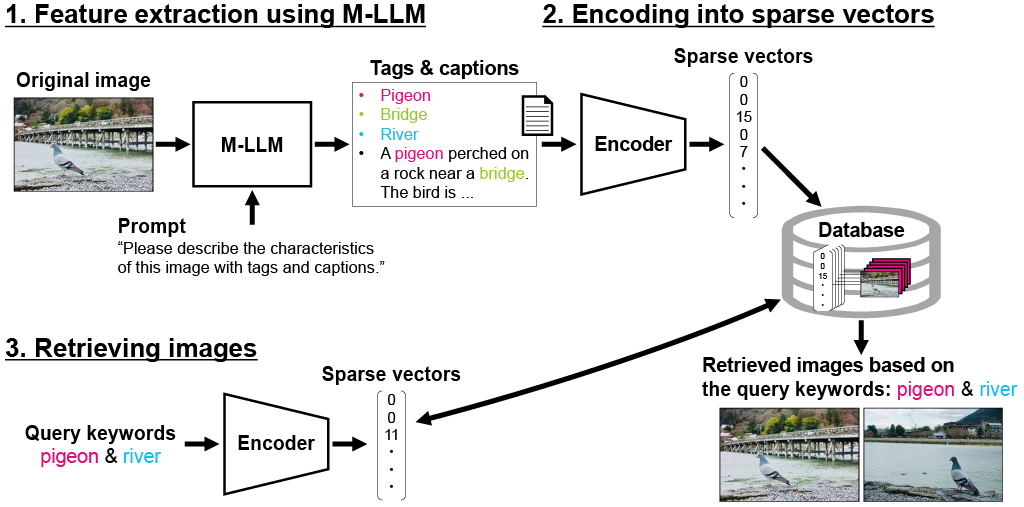 1. Feature extraction using M-LLM
2. Encoding into sparse vectors
Original image
M-LLM
Prompt
“Please describe the characteristics
of this image with tags and captions.”
Tags & captions
• Pigeon
• Bridge
• River
• A pigeon perched on
a rock near a bridge.
The bird is ...
Encoder
Sparse vectors
0
0
15
0
7
•
•
•
Database
0
0
15
•
•
•
Retrieved images based on
the query keywords: pigeon & river
3. Retrieving images
Query keywords
pigeon & river
Encoder
Sparse vectors
0
0
11
•
•
•